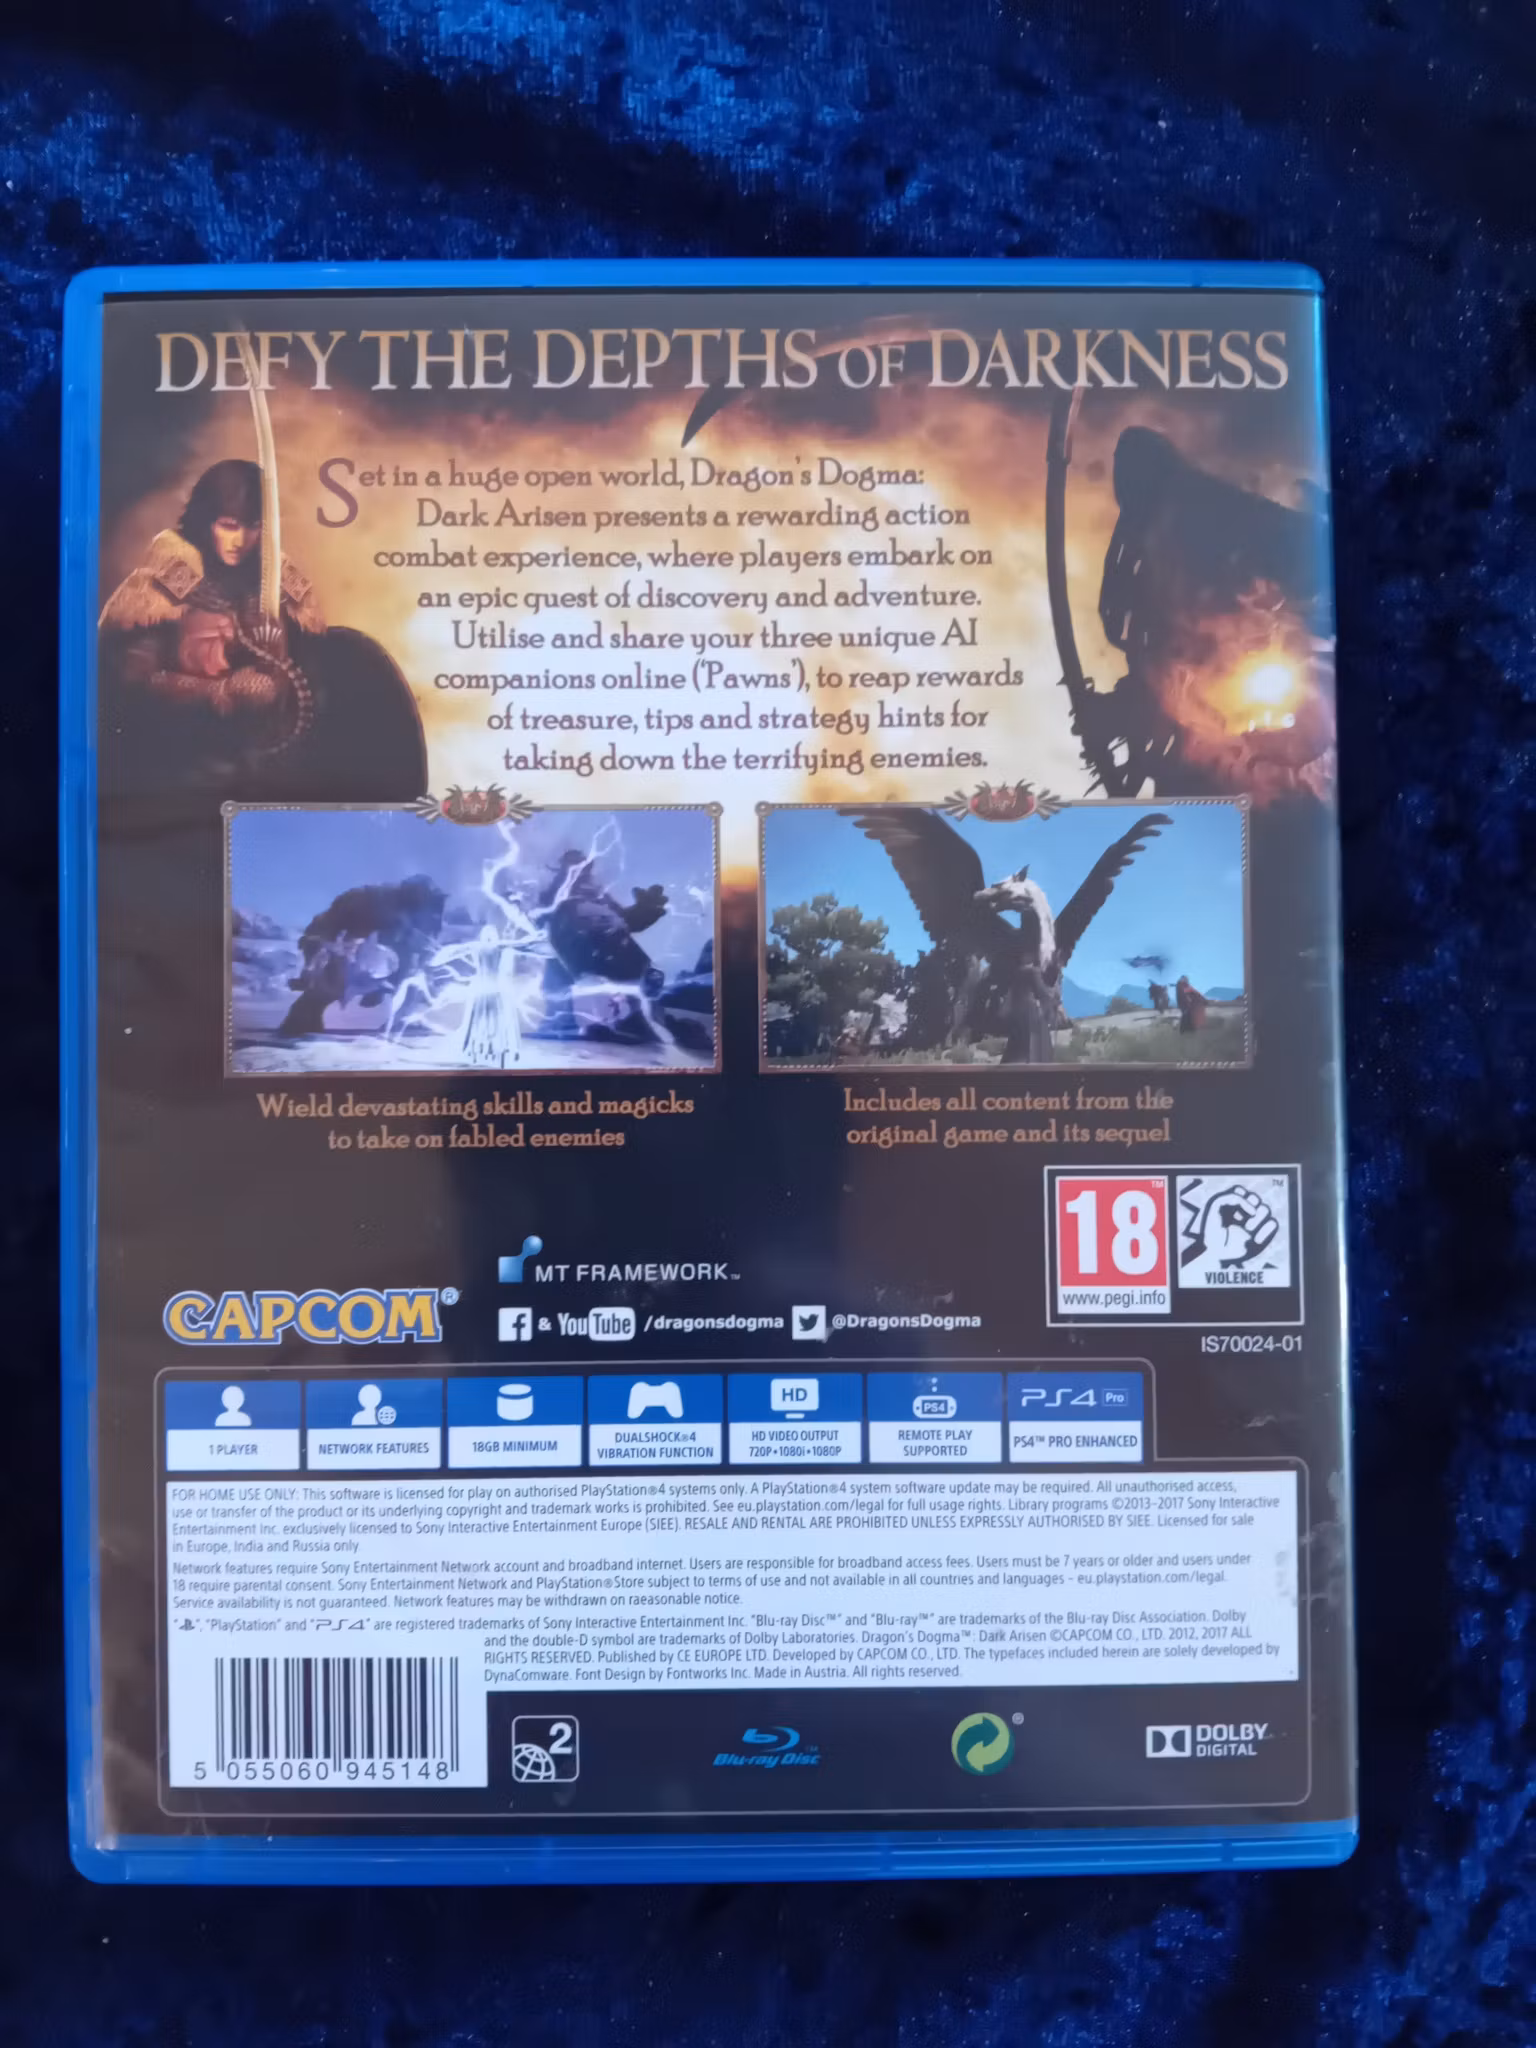 DEFY THE DEPTHS OF DARKNESS
Set in a huge open world, Dragon's Dogma:
Dark Arisen presents a rewarding action
combat experience, where players embark on
an epic quest of discovery and adventure.
Utilise and share your three unique AI
companions online ('Pawns'), to reap rewards
of treasure, tips and strategy hints for
taking down the terrifying enemies.
Wield devastating skills and magicks
to take on fabled enemies
Includes all content from the
original game and its sequel
18™
www.pegi.info
™
VIOLENCE
IS70024-01
MT FRAMEWORK™
CAPCOM®
f & YouTube /dragonsdogma @DragonsDogma
1 PLAYER
NETWORK FEATURES
18GB MINIMUM
DUALSHOCK®4
VIBRATION FUNCTION
HD
HD VIDEO OUTPUT
720P•1080i•1080P
PS4
REMOTE PLAY
SUPPORTED
PS4 Pro
PS4™ PRO ENHANCED
FOR HOME USE ONLY: This software is licensed for play on authorised PlayStation®4 systems only. A PlayStation®4 system software update may be required. All unauthorised access,
use or transfer of the product or its underlying copyright and trademark works is prohibited. See eu.playstation.com/legal for full usage rights. Library programs ©2013-2017 Sony Interactive
Entertainment Inc. exclusively licensed to Sony Interactive Entertainment Europe (SIEE). RESALE AND RENTAL ARE PROHIBITED UNLESS EXPRESSLY AUTHORISED BY SIEE. Licensed for sale
in Europe, India and Russia only.
Network features require Sony Entertainment Network account and broadband internet. Users are responsible for broadband access fees. Users must be 7 years or older and users under
18 require parental consent. Sony Entertainment Network and PlayStation®Store subject to terms of use and not available in all countries and languages - eu.playstation.com/legal.
Service availability is not guaranteed. Network features may be withdrawn on raeasonable notice.
"PS", "PlayStation" and "PS4" are registered trademarks of Sony Interactive Entertainment Inc. "Blu-ray Disc™" and "Blu-ray™" are trademarks of the Blu-ray Disc Association. Dolby
and the double-D symbol are trademarks of Dolby Laboratories. Dragon's Dogma™: Dark Arisen ©CAPCOM CO., LTD. 2012, 2017 ALL
RIGHTS RESERVED. Published by CE EUROPE LTD. Developed by CAPCOM CO., LTD. The typefaces included herein are solely developed by
DynaComware. Font Design by Fontworks Inc. Made in Austria. All rights reserved.
5 055060 945148
2
Blu-ray Disc™
®
DOLBY
DIGITAL